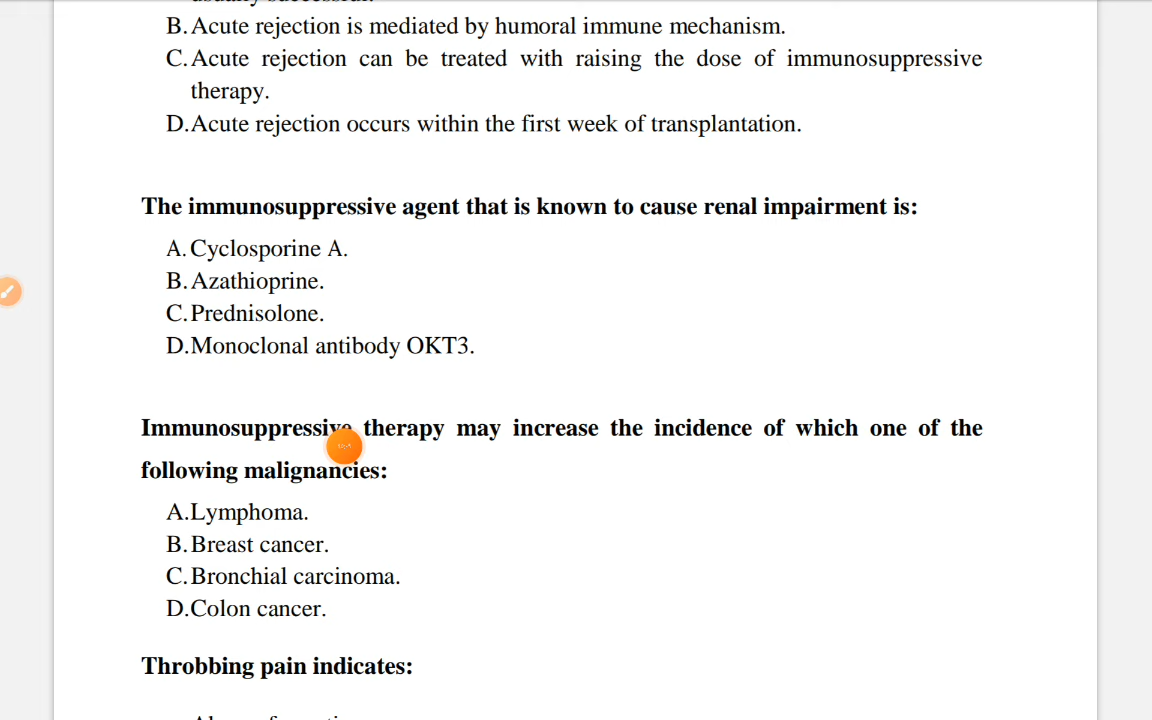 B. Acute rejection is mediated by humoral immune mechanism.
C. Acute rejection can be treated with raising the dose of immunosuppressive
therapy.
D. Acute rejection occurs within the first week of transplantation.
The immunosuppressive agent that is known to cause renal impairment is:
A. Cyclosporine A.
B. Azathioprine.
C. Prednisolone.
D. Monoclonal antibody OKT3.
Immunosuppressive therapy may increase the incidence of which one of the
following malignancies:
A. Lymphoma.
B. Breast cancer.
C. Bronchial carcinoma.
D. Colon cancer.
Throbbing pain indicates: